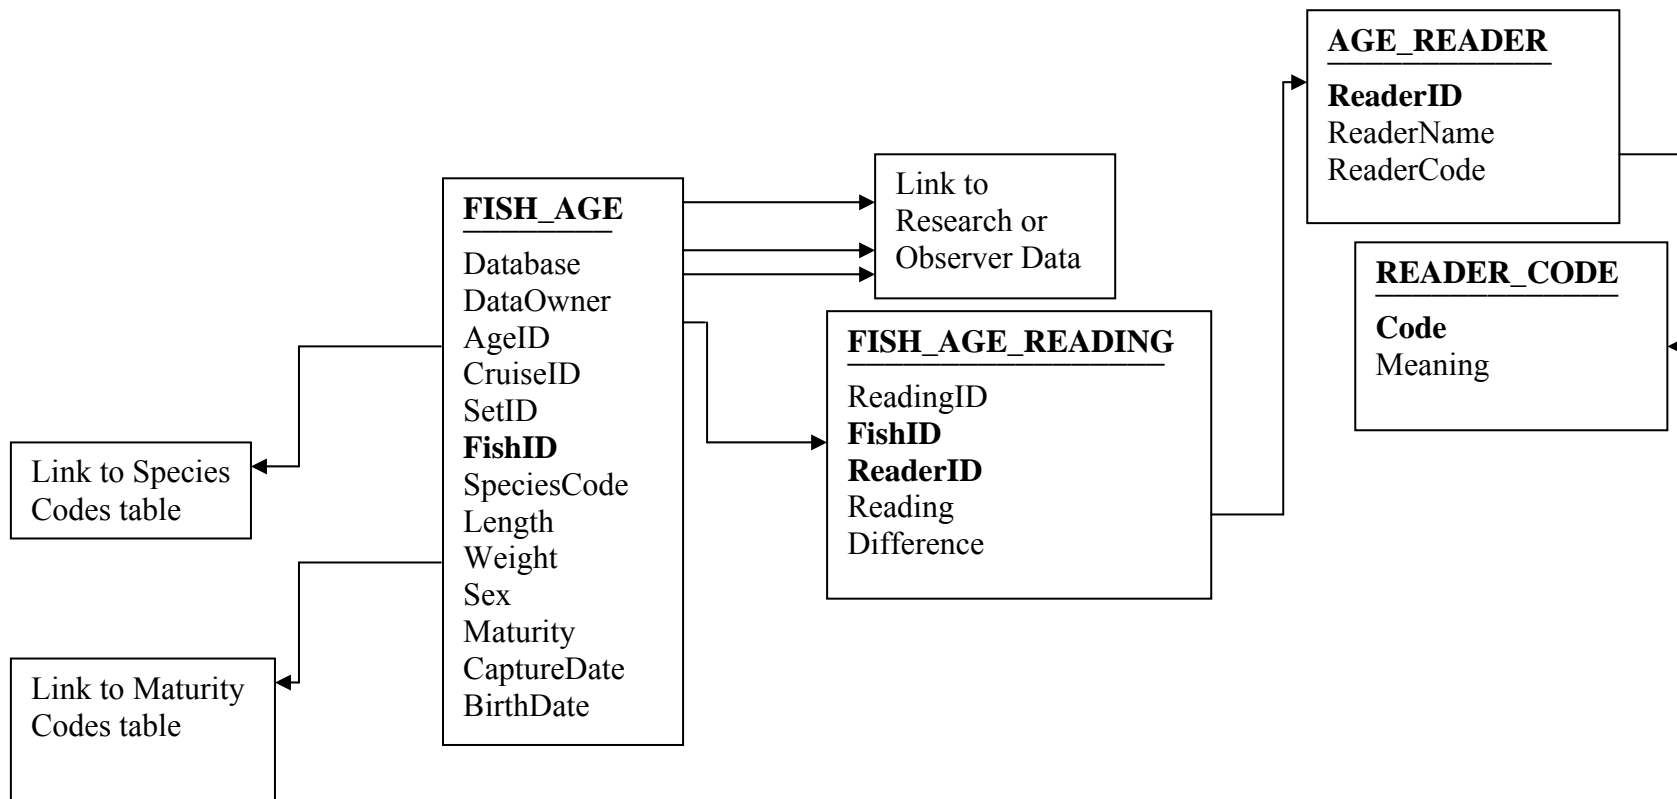 AGE_READER
ReaderID
ReaderName
ReaderCode
Link to
Research or
Observer Data
FISH_AGE
Database
DataOwner
AgeID
CruiseID
SetID
FishID
SpeciesCode
Length
Weight
Sex
Maturity
CaptureDate
BirthDate
READER_CODE
Code
Meaning
FISH_AGE_READING
ReadingID
FishID
ReaderID
Reading
Difference
Link to Species
Codes table
Link to Maturity
Codes table